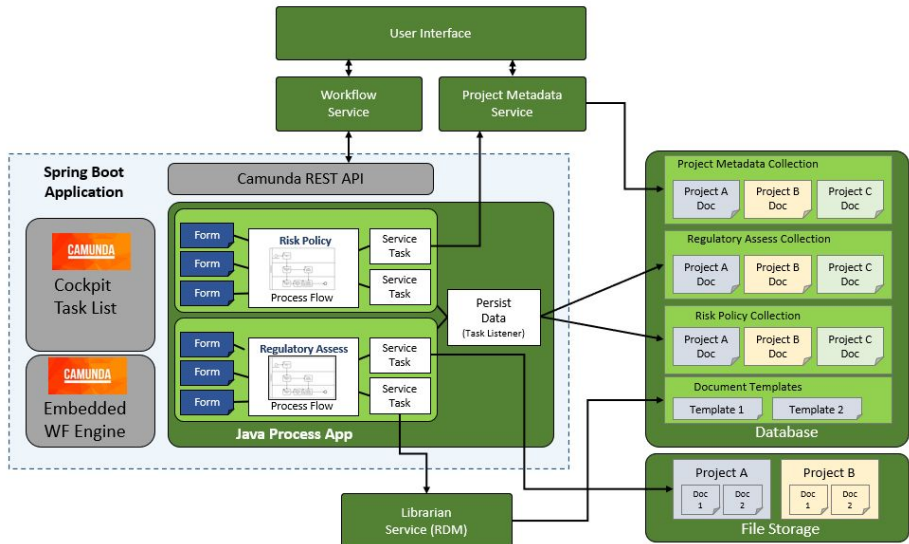 User Interface
Workflow
Service
Project Metadata
Service
Spring Boot
Application
Camunda REST API
CAMUNDA
Cockpit
Task List
CAMUNDA
Embedded
WF Engine
Form
Form
Form
Risk Policy
Process Flow
Service
Task
Service
Task
Form
Form
Form
Regulatory Assess
Process Flow
Service
Task
Service
Task
Java Process App
Persist
Data
(Task Listener)
Librarian
Service (RDM)
Project Metadata Collection
Project A
Doc
Project B
Doc
Project C
Doc
Regulatory Assess Collection
Project A
Doc
Project B
Doc
Project C
Doc
Risk Policy Collection
Project A
Doc
Project B
Doc
Project C
Doc
Document Templates
Template 1
Template 2
Database
Project A
Doc
1
Doc
2
Project B
Doc
1
Doc
2
File Storage